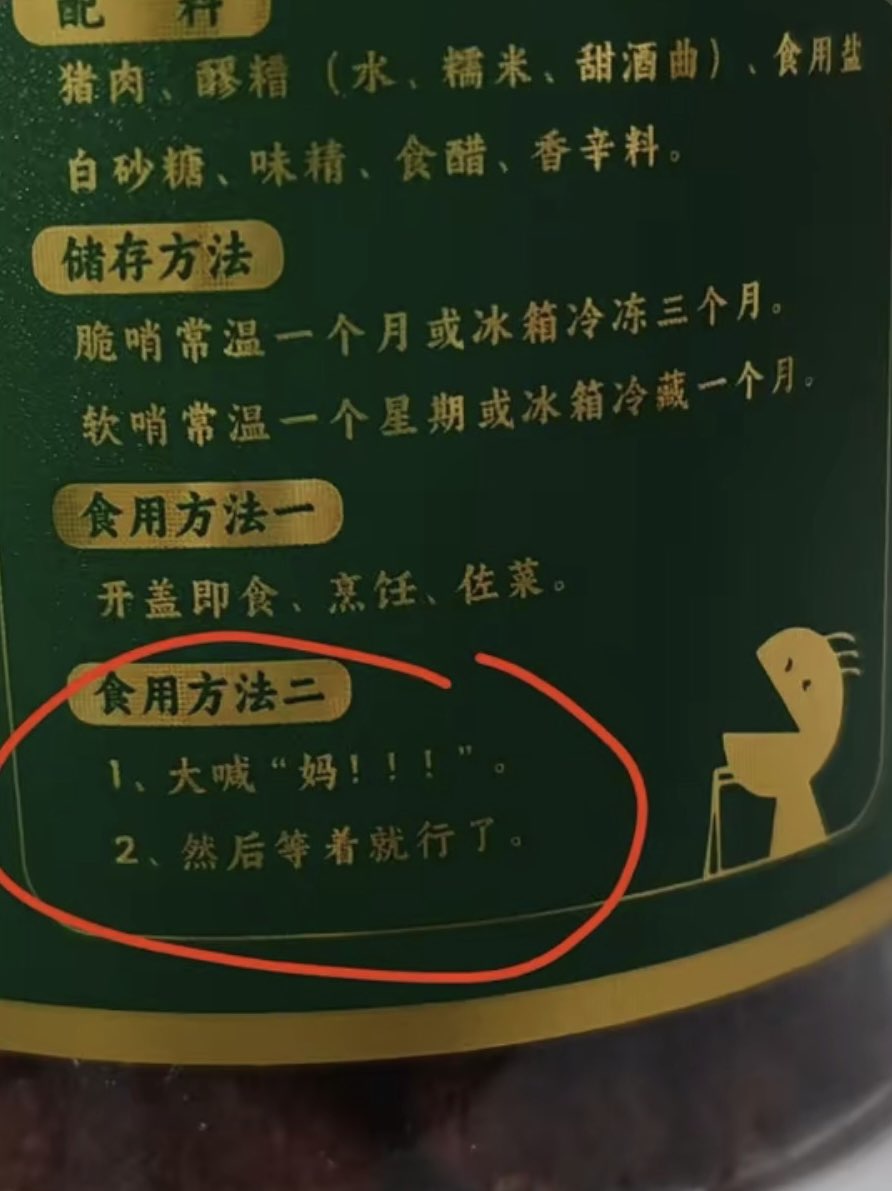 配 料
猪肉、醪糟（水、糯米、甜酒曲）、食用盐
白砂糖、味精、食醋、香辛料。
储存方法
脆哨常温一个月或冰箱冷冻三个月。
软哨常温一个星期或冰箱冷藏一个月。
食用方法一
开盖即食、烹饪、佐菜。
食用方法二
1、大喊“妈！！！”。
2、然后等着就行了。